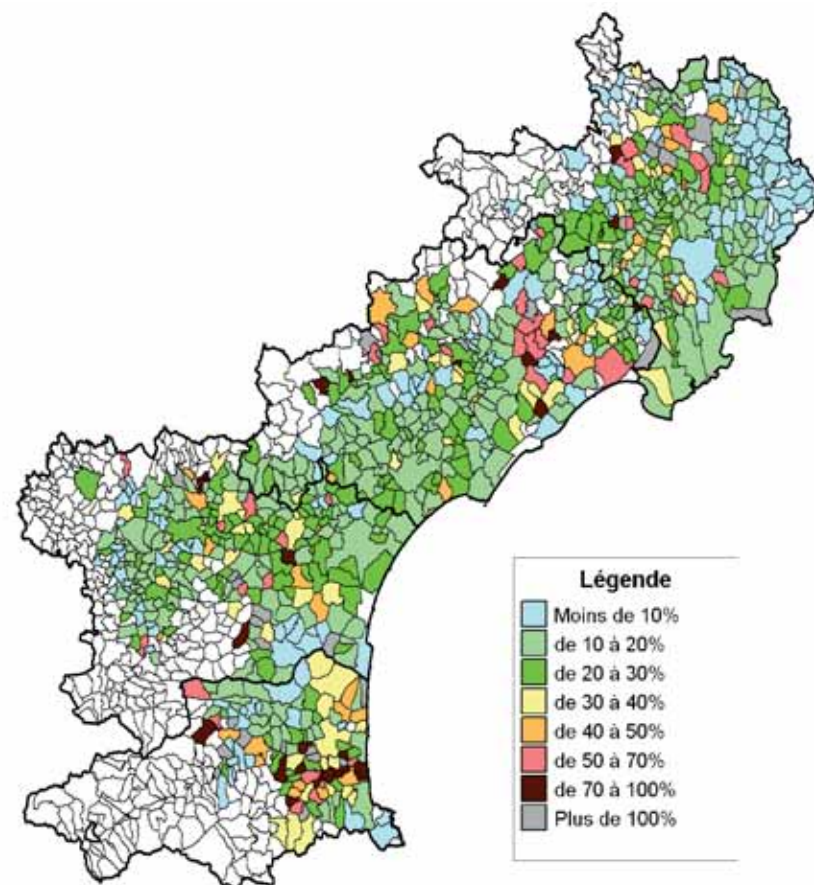 Légende
Moins de 10%
de 10 à 20%
de 20 à 30%
de 30 à 40%
de 40 à 50%
de 50 à 70%
de 70 à 100%
Plus de 100%